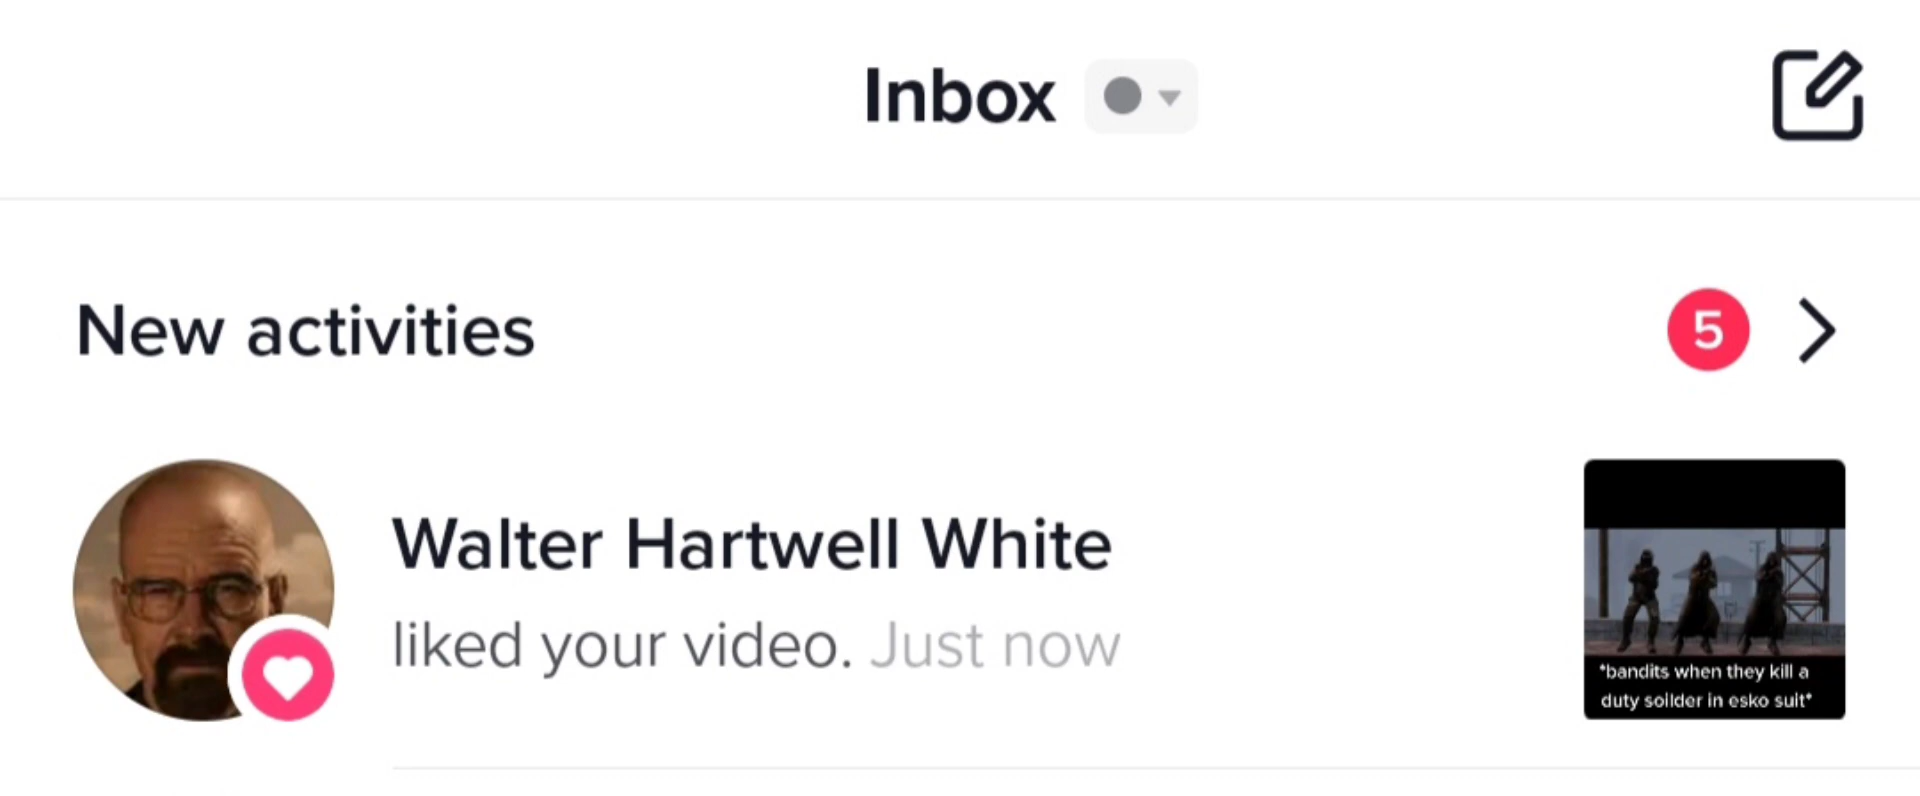 Inbox
New activities
5
Walter Hartwell White
liked your video. Just now
*bandits when they kill a
duty soilder in esko suit*